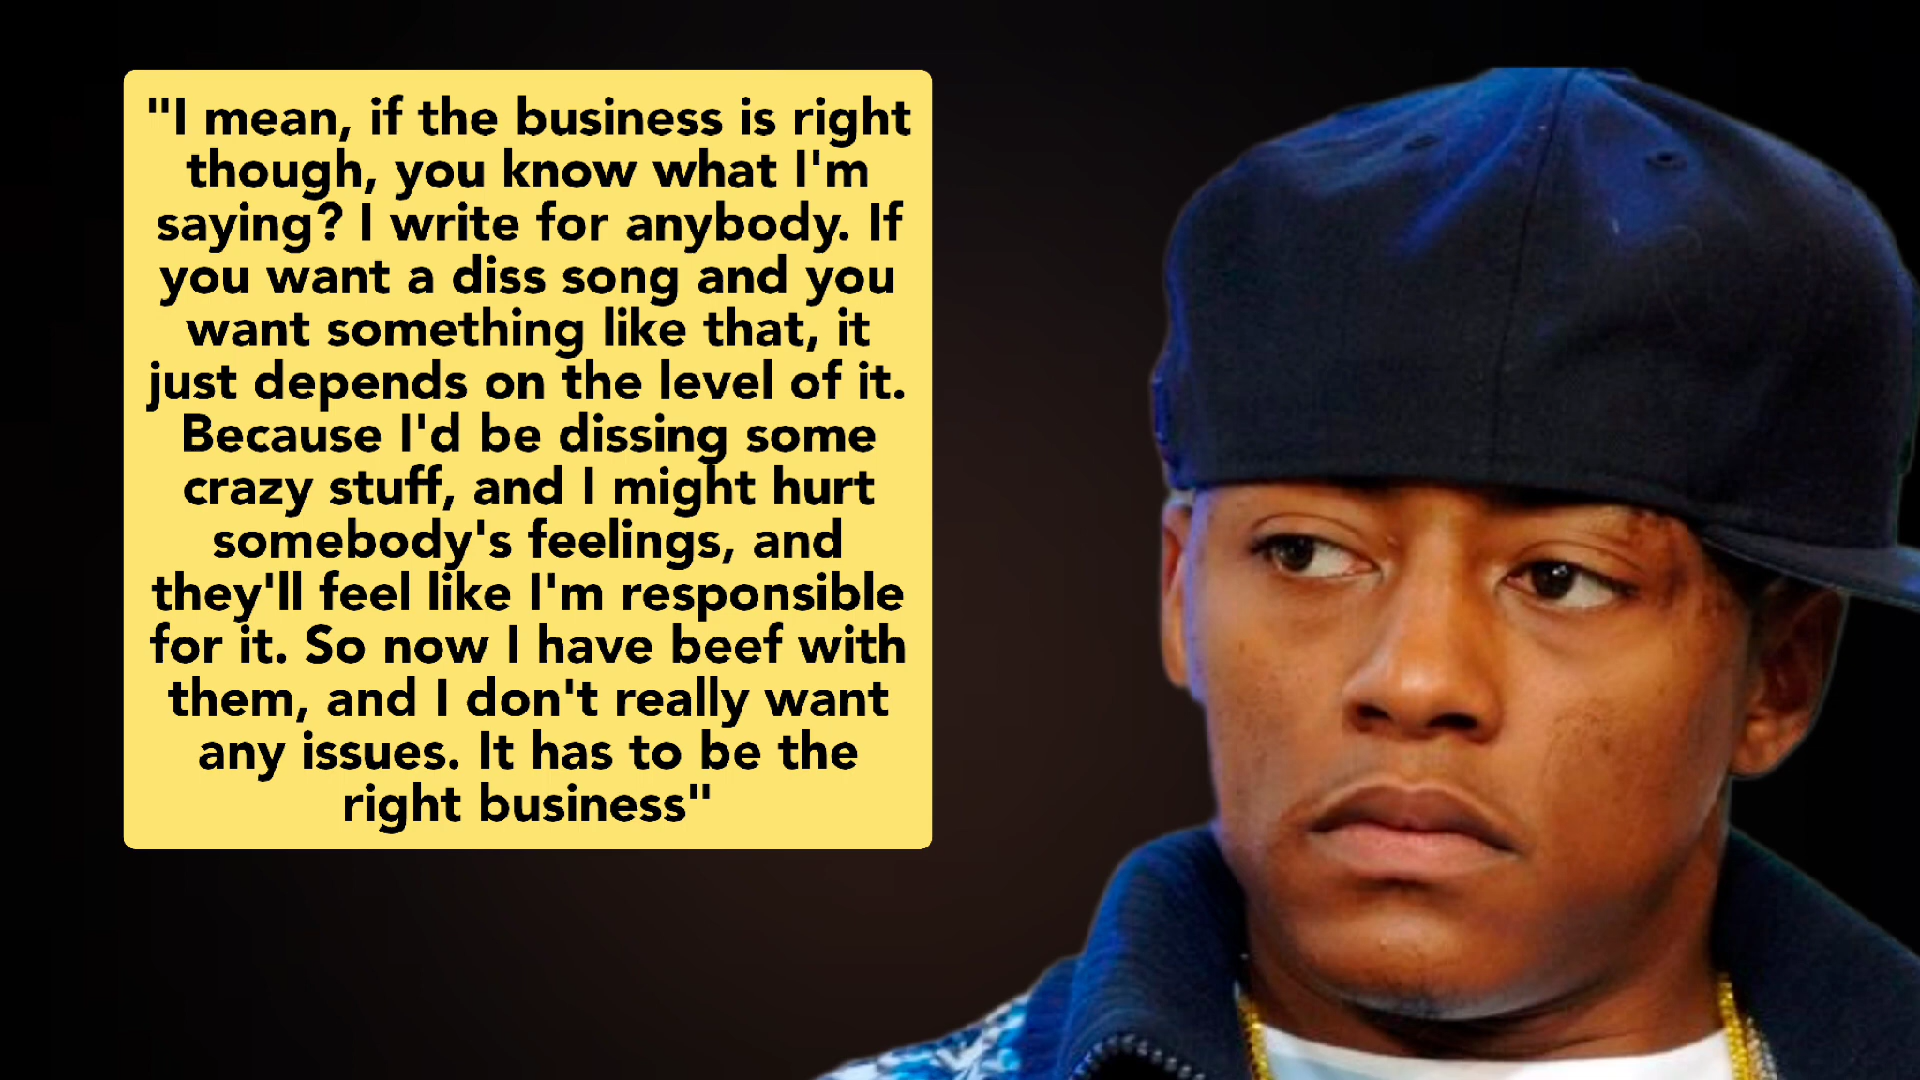 "I mean, if the business is right
though, you know what I'm
saying? I write for anybody. If
you want a diss song and you
want something like that, it
just depends on the level of it.
Because I'd be dissing some
crazy stuff, and I might hurt
somebody's feelings, and
they'll feel like I'm responsible
for it. So now I have beef with
them, and I don't really want
any issues. It has to be the
right business"